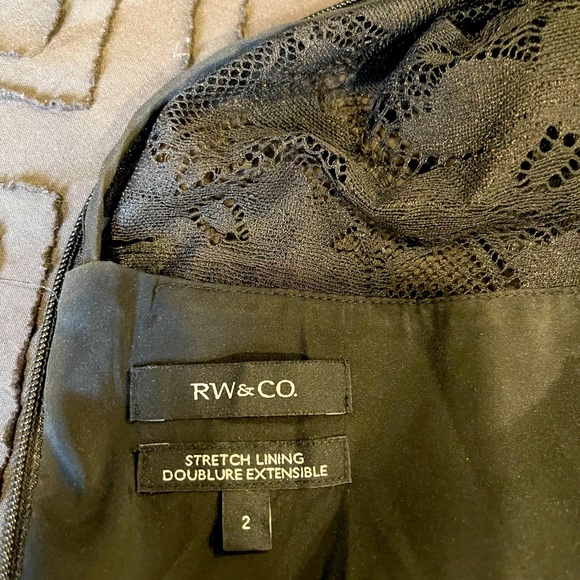 RW&CO.
STRETCH LINING
DOUBLURE EXTENSIBLE
2